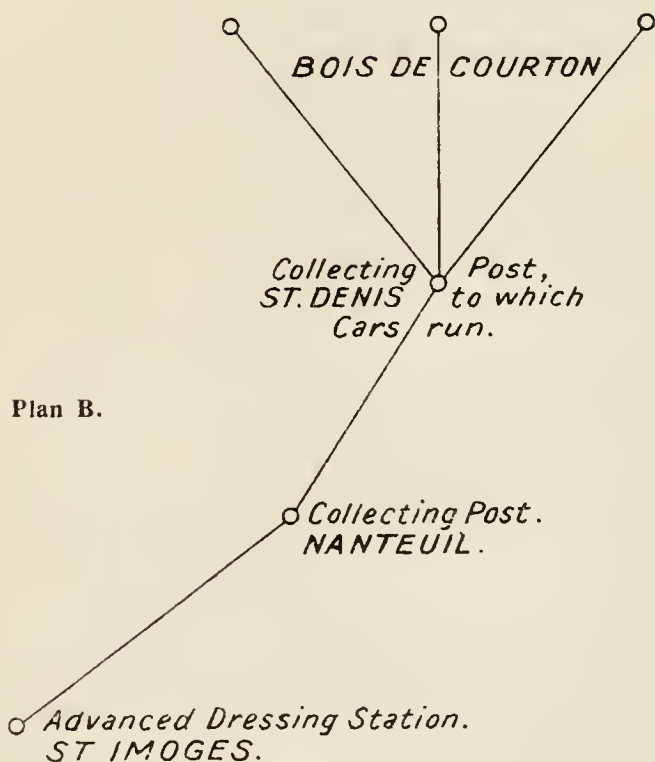 BOIS DE COURTON
Collecting Post,
ST. DENIS to which
Cars run.
Plan B.
Collecting Post.
NANTEUIL.
Advanced Dressing Station.
ST IMOGES.